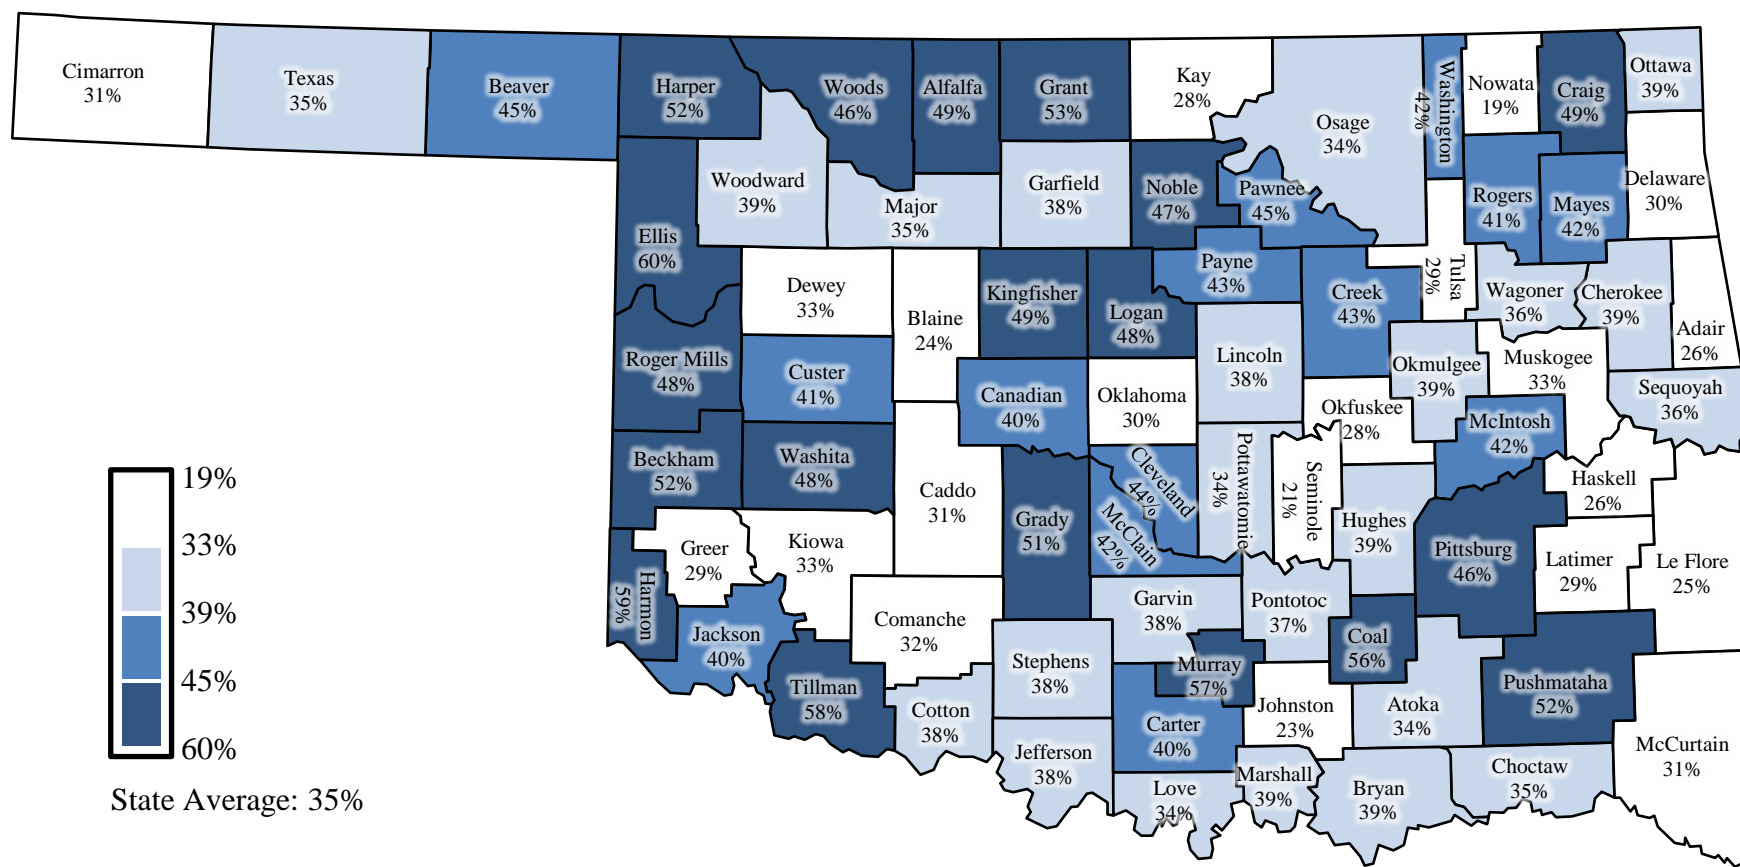 Cimarron
31%
Texas
35%
Beaver
45%
Harper
52%
Woods
46%
Alfalfa
49%
Grant
53%
Kay
28%
Osage
34%
Washington
42%
Nowata
19%
Craig
49%
Ottawa
39%
Woodward
39%
Major
35%
Garfield
38%
Noble
47%
Pawnee
45%
Rogers
41%
Mayes
42%
Delaware
30%
Ellis
60%
Dewey
33%
Blaine
24%
Kingfisher
49%
Logan
48%
Payne
43%
Creek
43%
Tulsa
29%
Wagoner
36%
Cherokee
39%
Adair
26%
Roger Mills
48%
Custer
41%
Canadian
40%
Oklahoma
30%
Lincoln
38%
Okfuskee
28%
Okmulgee
39%
Muskogee
33%
Sequoyah
36%
McIntosh
42%
Beckham
52%
Washita
48%
Caddo
31%
Grady
51%
Cleveland
44%
McClain
42%
Pottawatomie
34%
Seminole
21%
Hughes
39%
Pittsburg
46%
Haskell
26%
Latimer
29%
Le Flore
25%
Harmon
59%
Greer
29%
Kiowa
33%
Jackson
40%
Tillman
58%
Comanche
32%
Cotton
38%
Stephens
38%
Garvin
38%
Murray
57%
Pontotoc
37%
Coal
56%
Johnston
23%
Atoka
34%
Pushmataha
52%
McCurtain
31%
Jefferson
38%
Carter
40%
Love
34%
Marshall
39%
Bryan
39%
Choctaw
35%
19%
33%
39%
45%
60%
State Average: 35%